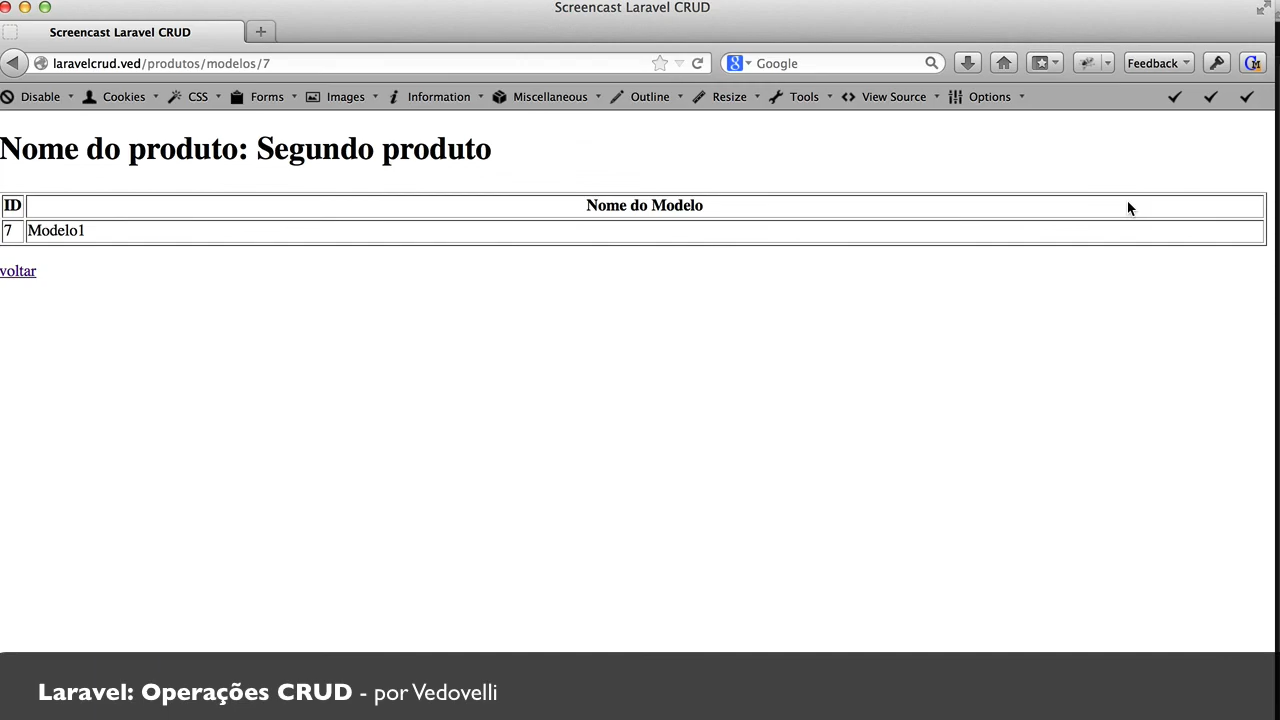 Screencast Laravel CRUD
Screencast Laravel CRUD
laravelcrud.ved/produtos/modelos/7
Google
Feedback
Disable Cookies CSS Forms Images Information Miscellaneous Outline Resize Tools View Source Options
Nome do produto: Segundo produto
ID Nome do Modelo
7 Modelo1
voltar
Laravel: Operações CRUD - por Vedovelli